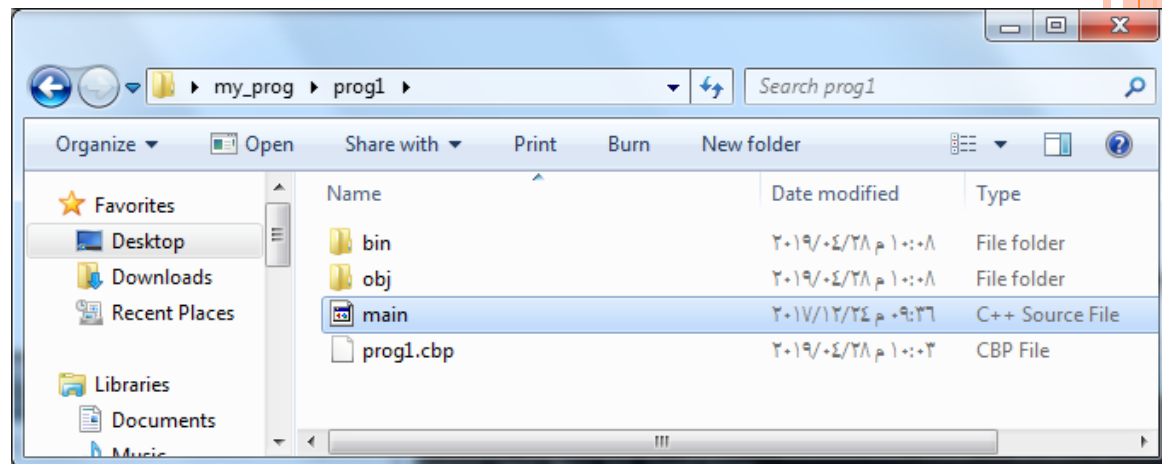 my_prog prog1 Search prog1
Organize Open Share with Print Burn New folder
Favorites
Desktop
Downloads
Recent Places
Libraries
Documents
Music
Name Date modified Type
bin ٢٠١٩/٠٤/٢٨ م ١٠:٠٨ File folder
obj ٢٠١٩/٠٤/٢٨ م ١٠:٠٨ File folder
main ٢٠١٧/١٢/٢٤ م ٠٩:٣٦ C++ Source File
prog1.cbp ٢٠١٩/٠٤/٢٨ م ١٠:٠٣ CBP File